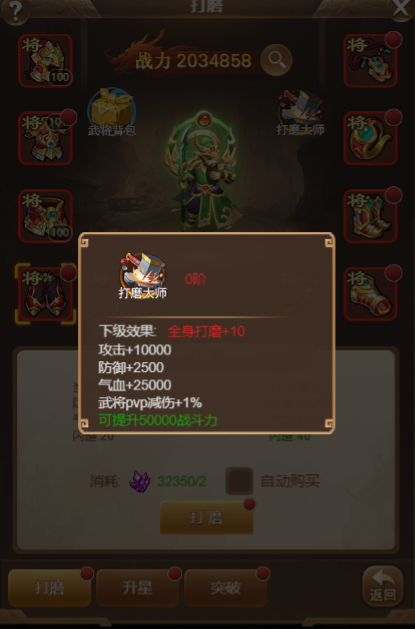 打磨
?
将
100
将
战力 2034858
将
10
将
武将背包
打磨大师
将
100
将
将
将
打磨大师
0阶
下级效果: 全身打磨+10
攻击+10000
防御+2500
气血+25000
武将pvp减伤+1%
可提升50000战斗力
闪避:20
闪避:40
消耗: 32350/2
自动购买
打 磨
打磨
升星
突破
返回